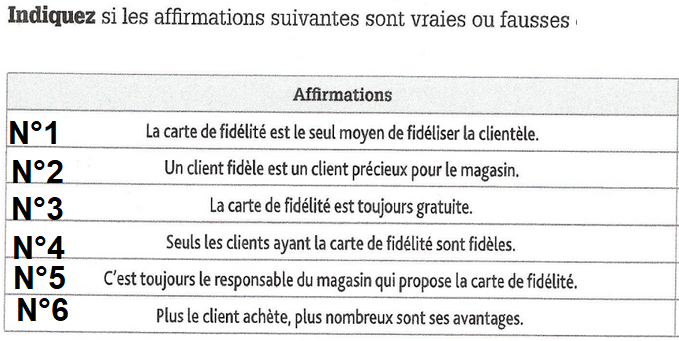 Indiquez si les affirmations suivantes sont vraies ou fausses
Affirmations
N°1 La carte de fidélité est le seul moyen de fidéliser la clientèle.
N°2 Un client fidèle est un client précieux pour le magasin.
N°3 La carte de fidélité est toujours gratuite.
N°4 Seuls les clients ayant la carte de fidélité sont fidèles.
N°5 C'est toujours le responsable du magasin qui propose la carte de fidélité.
N°6 Plus le client achète, plus nombreux sont ses avantages.